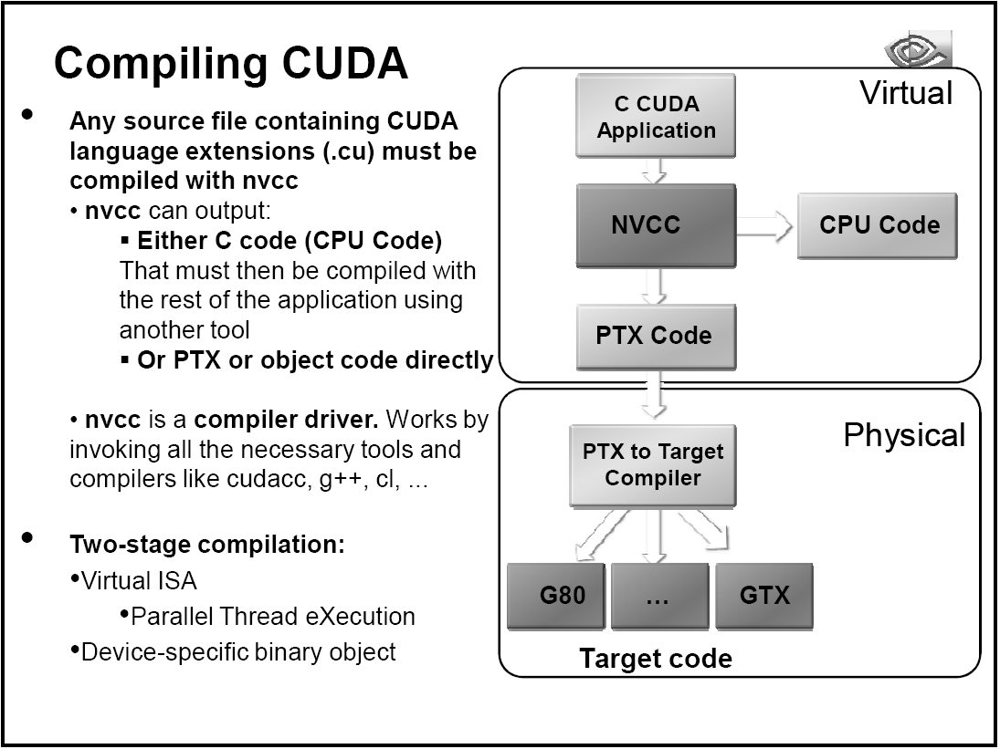 Compiling CUDA
• Any source file containing CUDA
language extensions (.cu) must be
compiled with nvcc
• nvcc can output:
▪ Either C code (CPU Code)
That must then be compiled with
the rest of the application using
another tool
▪ Or PTX or object code directly
• nvcc is a compiler driver. Works by
invoking all the necessary tools and
compilers like cudacc, g++, cl, ...
• Two-stage compilation:
•Virtual ISA
•Parallel Thread eXecution
•Device-specific binary object
Virtual
C CUDA
Application
NVCC
CPU Code
PTX Code
Physical
PTX to Target
Compiler
G80
...
GTX
Target code